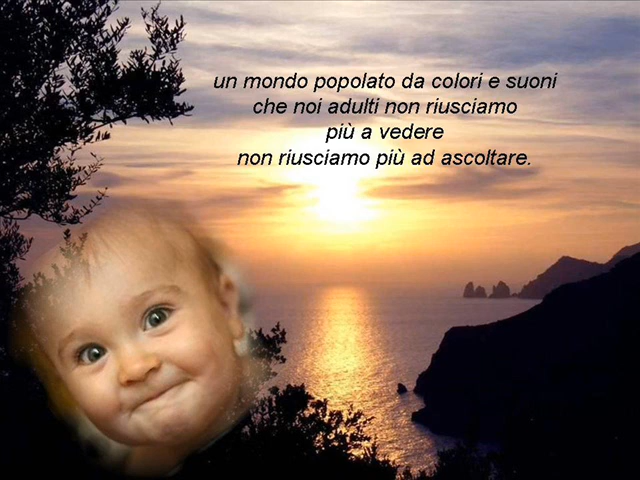 un mondo popolato da colori e suoni
che noi adulti non riusciamo
più a vedere
non riusciamo più ad ascoltare.